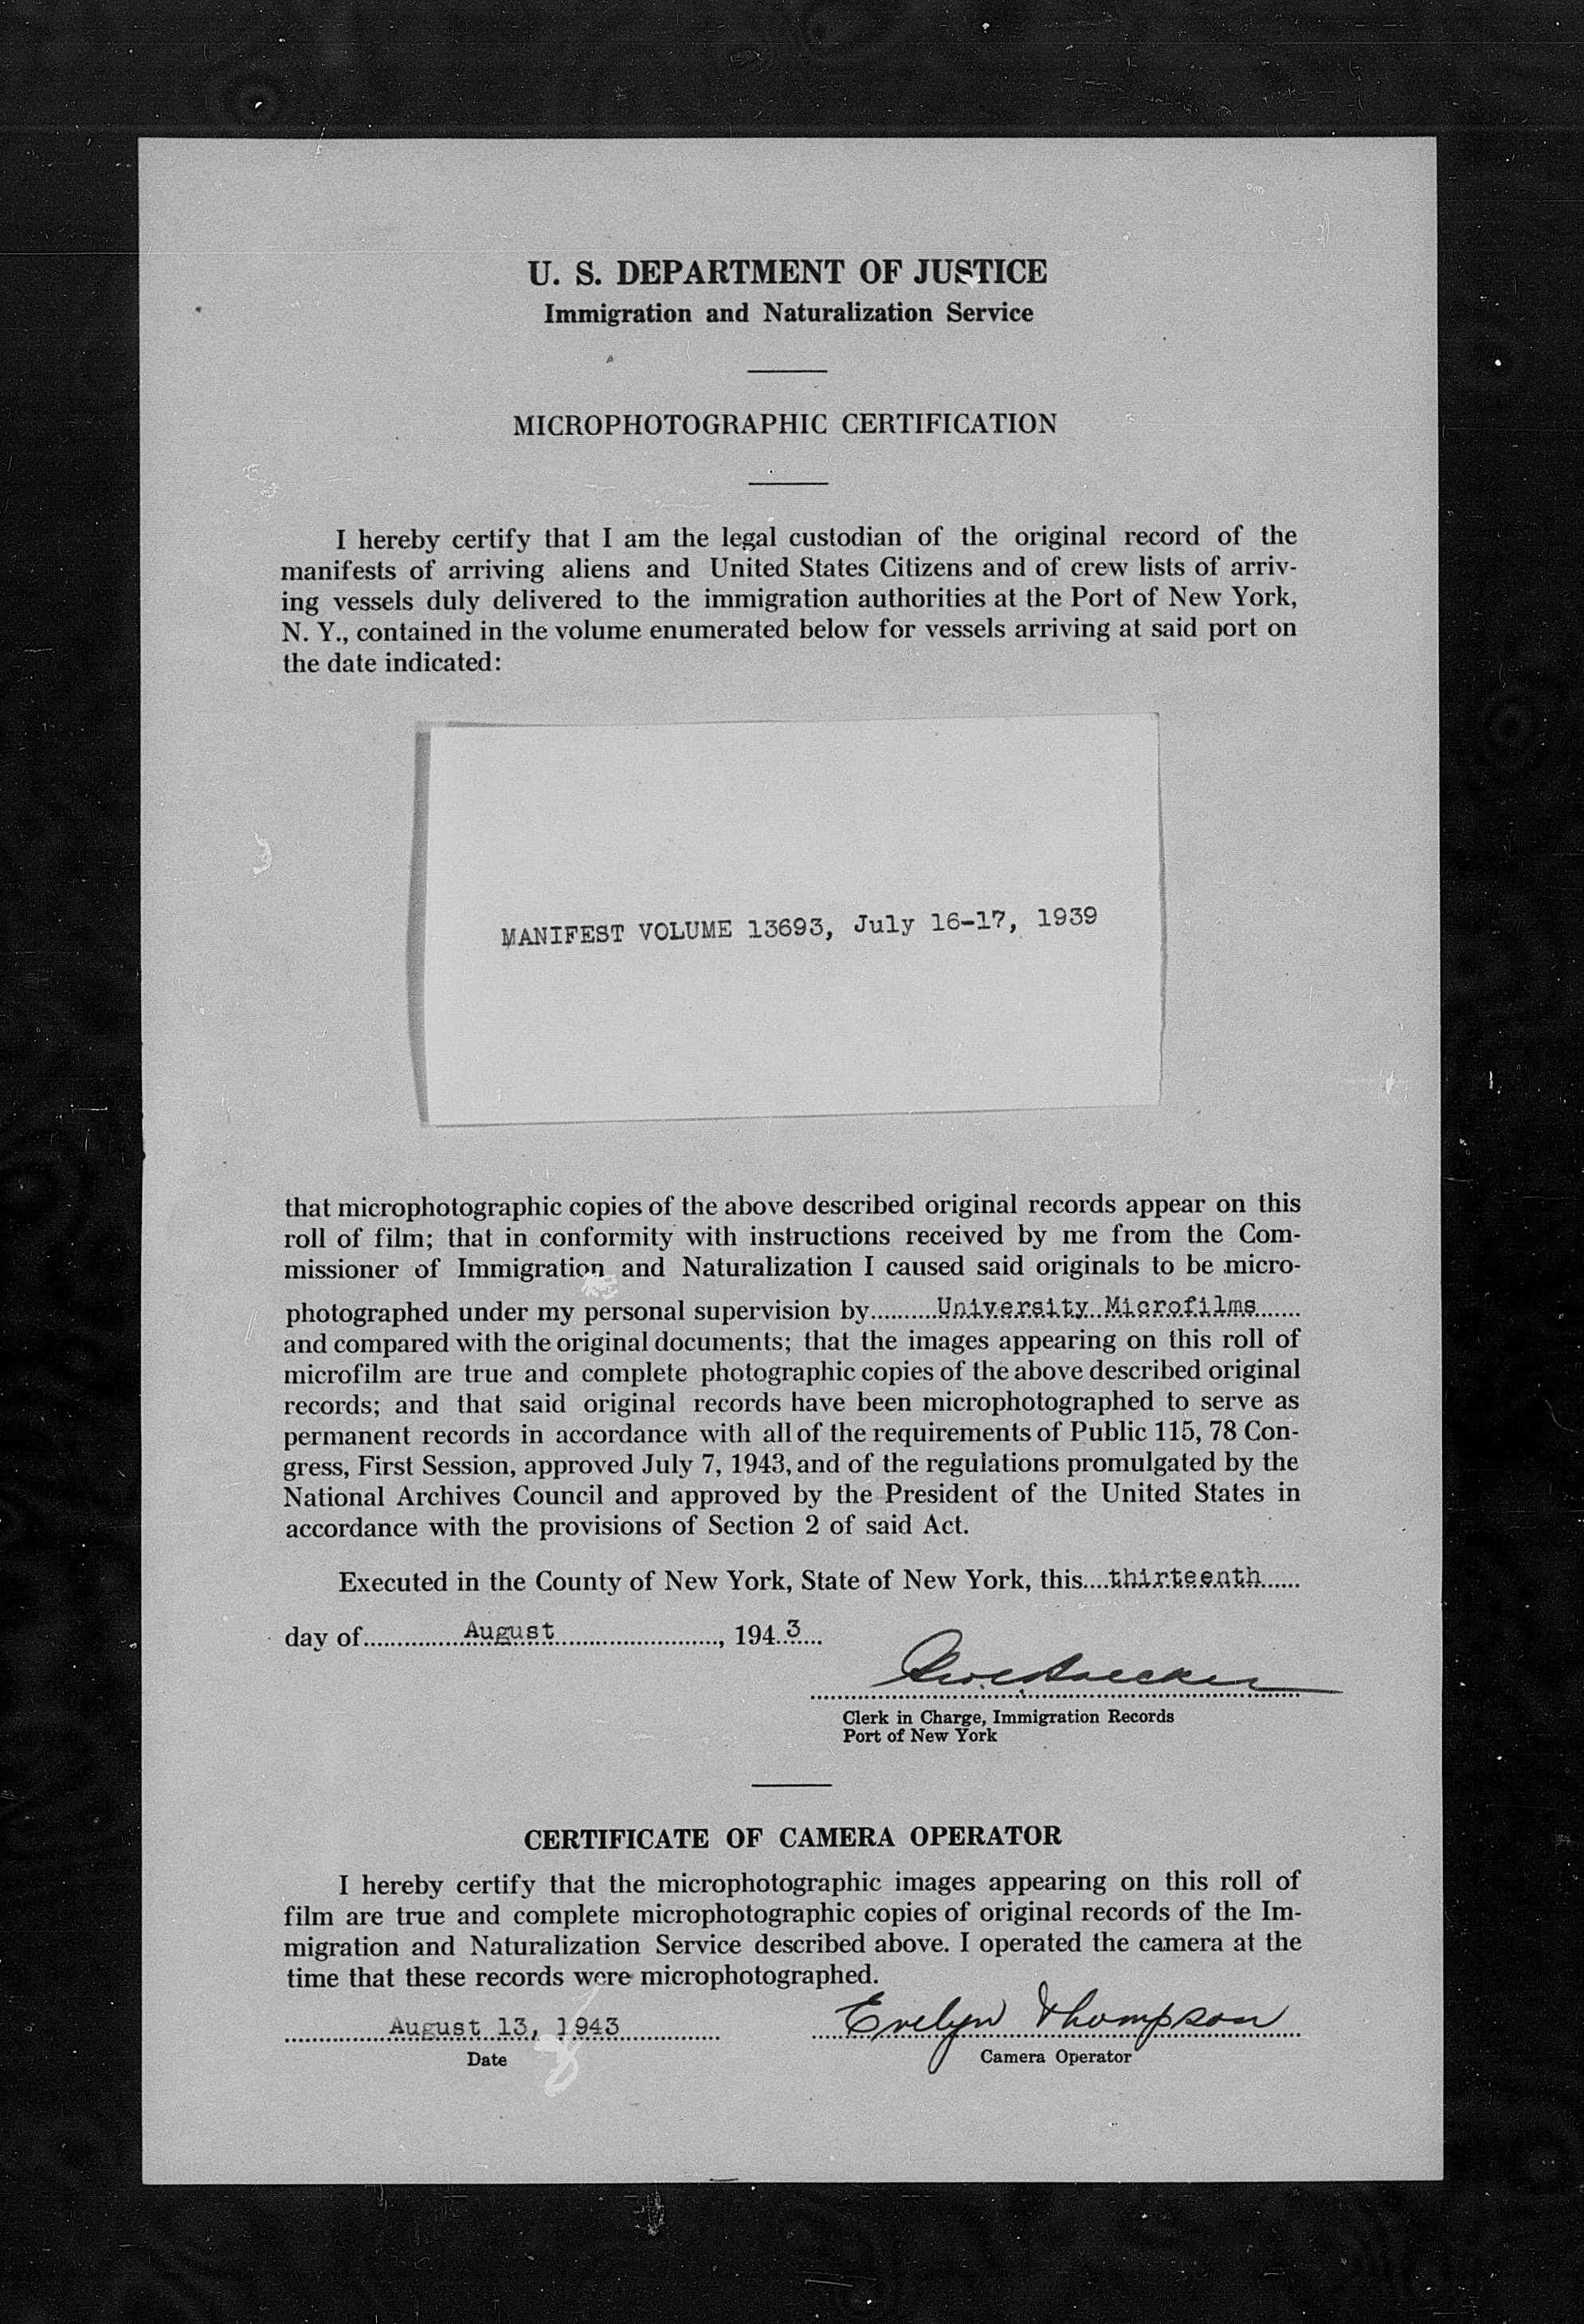 U. S. DEPARTMENT OF JUSTICE
Immigration and Naturalization Service
MICROPHOTOGRAPHIC CERTIFICATION
I hereby certify that I am the legal custodian of the original record of the
manifests of arriving aliens and United States Citizens and of crew lists of arriv-
ing vessels duly delivered to the immigration authorities at the Port of New York,
N. Y., contained in the volume enumerated below for vessels arriving at said port on
the date indicated:
MANIFEST VOLUME 13693, July 16-17, 1939
that microphotographic copies of the above described original records appear on this
roll of film; that in conformity with instructions received by me from the Com-
missioner of Immigration and Naturalization I caused said originals to be micro-
photographed under my personal supervision by University Microfilms
and compared with the original documents; that the images appearing on this roll of
microfilm are true and complete photographic copies of the above described original
records; and that said original records have been microphotographed to serve as
permanent records in accordance with all of the requirements of Public 115, 78 Con-
gress, First Session, approved July 7, 1943, and of the regulations promulgated by the
National Archives Council and approved by the President of the United States in
accordance with the provisions of Section 2 of said Act.
Executed in the County of New York, State of New York, this thirteenth
day of August, 1943
Clerk in Charge, Immigration Records
Port of New York
CERTIFICATE OF CAMERA OPERATOR
I hereby certify that the microphotographic images appearing on this roll of
film are true and complete microphotographic copies of original records of the Im-
migration and Naturalization Service described above. I operated the camera at the
time that these records were microphotographed.
August 13, 1943 Evelyn Thompson
Date Camera Operator